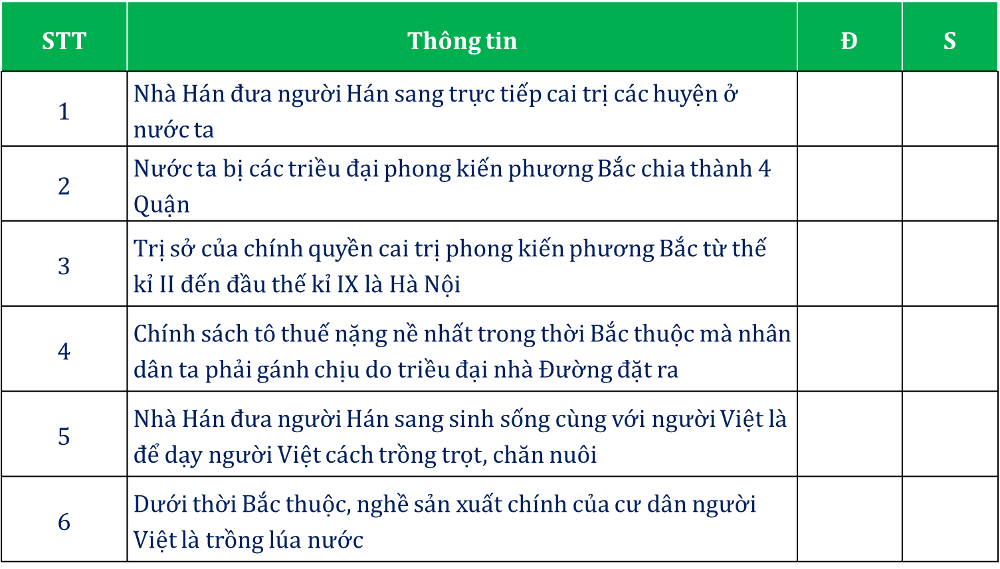 STT Thông tin Đ S
1 Nhà Hán đưa người Hán sang trực tiếp cai trị các huyện ở
nước ta
2 Nước ta bị các triều đại phong kiến phương Bắc chia thành 4
Quận
3 Trị sở của chính quyền cai trị phong kiến phương Bắc từ thế
kỉ II đến đầu thế kỉ IX là Hà Nội
4 Chính sách tô thuế nặng nề nhất trong thời Bắc thuộc mà nhân
dân ta phải gánh chịu do triều đại nhà Đường đặt ra
5 Nhà Hán đưa người Hán sang sinh sống cùng với người Việt là
để dạy người Việt cách trồng trọt, chăn nuôi
6 Dưới thời Bắc thuộc, nghề sản xuất chính của cư dân người
Việt là trồng lúa nước